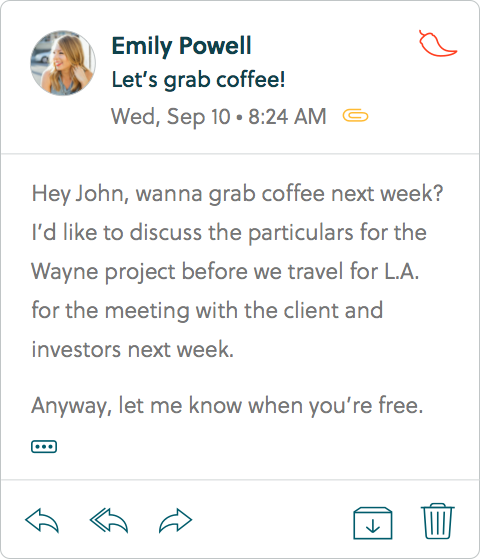 Emily Powell
Let’s grab coffee!
Wed, Sep 10 • 8:24 AM
Hey John, wanna grab coffee next week?
I’d like to discuss the particulars for the
Wayne project before we travel for L.A.
for the meeting with the client and
investors next week.
Anyway, let me know when you’re free.